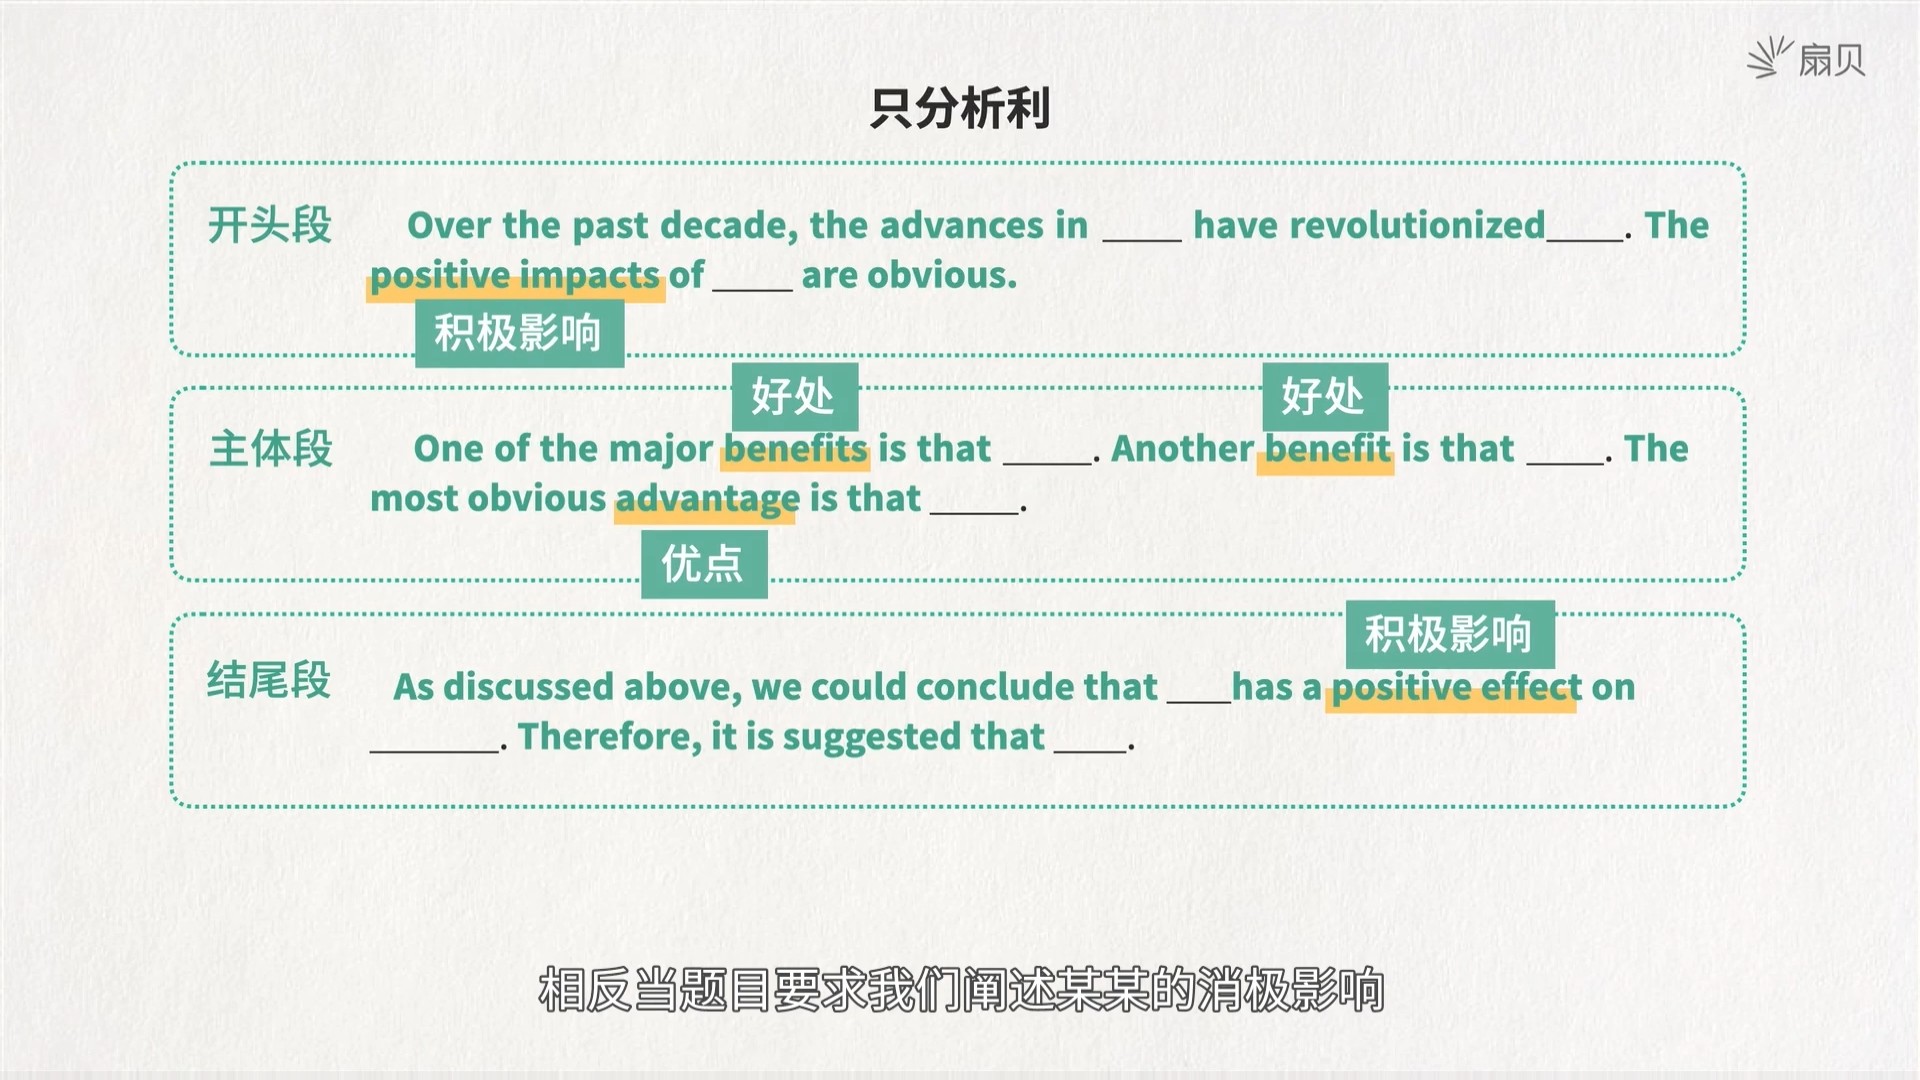 扇贝
只分析利
开头段
Over the past decade, the advances in ____ have revolutionized____. The
positive impacts of ____ are obvious.
积极影响
好处
好处
主体段
One of the major benefits is that ____. Another benefit is that ____. The
most obvious advantage is that ____.
优点
积极影响
结尾段
As discussed above, we could conclude that ____has a positive effect on
______. Therefore, it is suggested that ____.
相反当题目要求我们阐述某某的消极影响